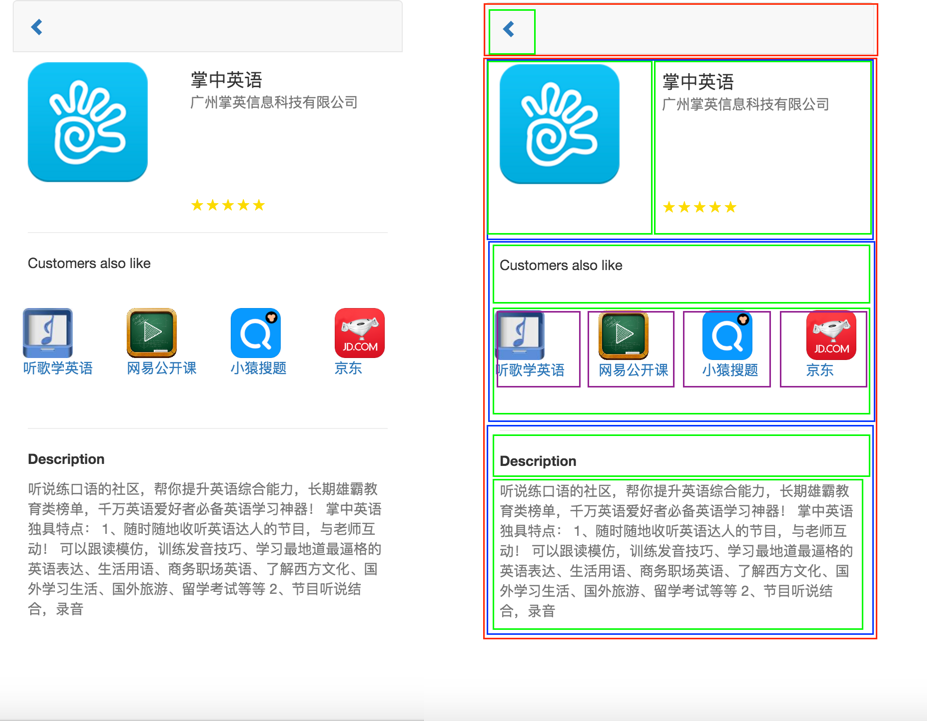 掌中英语
广州掌英信息科技有限公司
★★★★★
Customers also like
JD.COM
听歌学英语 网易公开课 小猿搜题 京东
Description
听说练口语的社区，帮你提升英语综合能力，长期雄霸教
育类榜单，千万英语爱好者必备英语学习神器！ 掌中英语
独具特点： 1、随时随地收听英语达人的节目，与老师互
动！ 可以跟读模仿，训练发音技巧、学习最地道最逼格的
英语表达、生活用语、商务职场英语、了解西方文化、国
外学习生活、国外旅游、留学考试等等 2、节目听说结
合，录音
掌中英语
广州掌英信息科技有限公司
★★★★★
Customers also like
JD.COM
听歌学英语 网易公开课 小猿搜题 京东
Description
听说练口语的社区，帮你提升英语综合能力，长期雄霸教
育类榜单，千万英语爱好者必备英语学习神器！ 掌中英语
独具特点： 1、随时随地收听英语达人的节目，与老师互
动！ 可以跟读模仿，训练发音技巧、学习最地道最逼格的
英语表达、生活用语、商务职场英语、了解西方文化、国
外学习生活、国外旅游、留学考试等等 2、节目听说结
合，录音